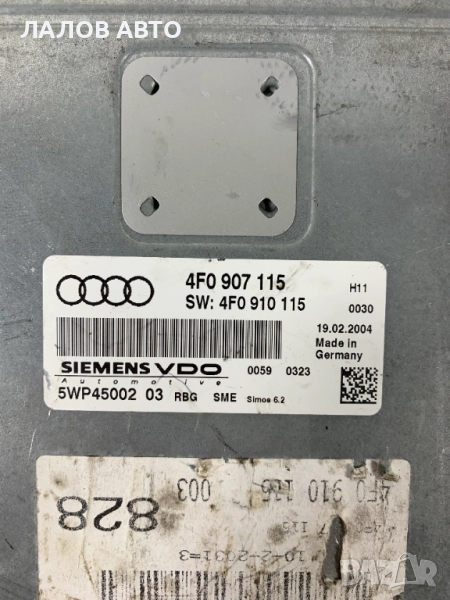 ЛАЛОВ АВТО
4F0 907 115
SW: 4F0 910 115
H11
0030
19.02.2004
Made in
Germany
SIEMENS VDO
Automotive
0059 0323
5WP45002 03 RBG SME Simos 6.2
4F0 910 115 003
828
BAZAR